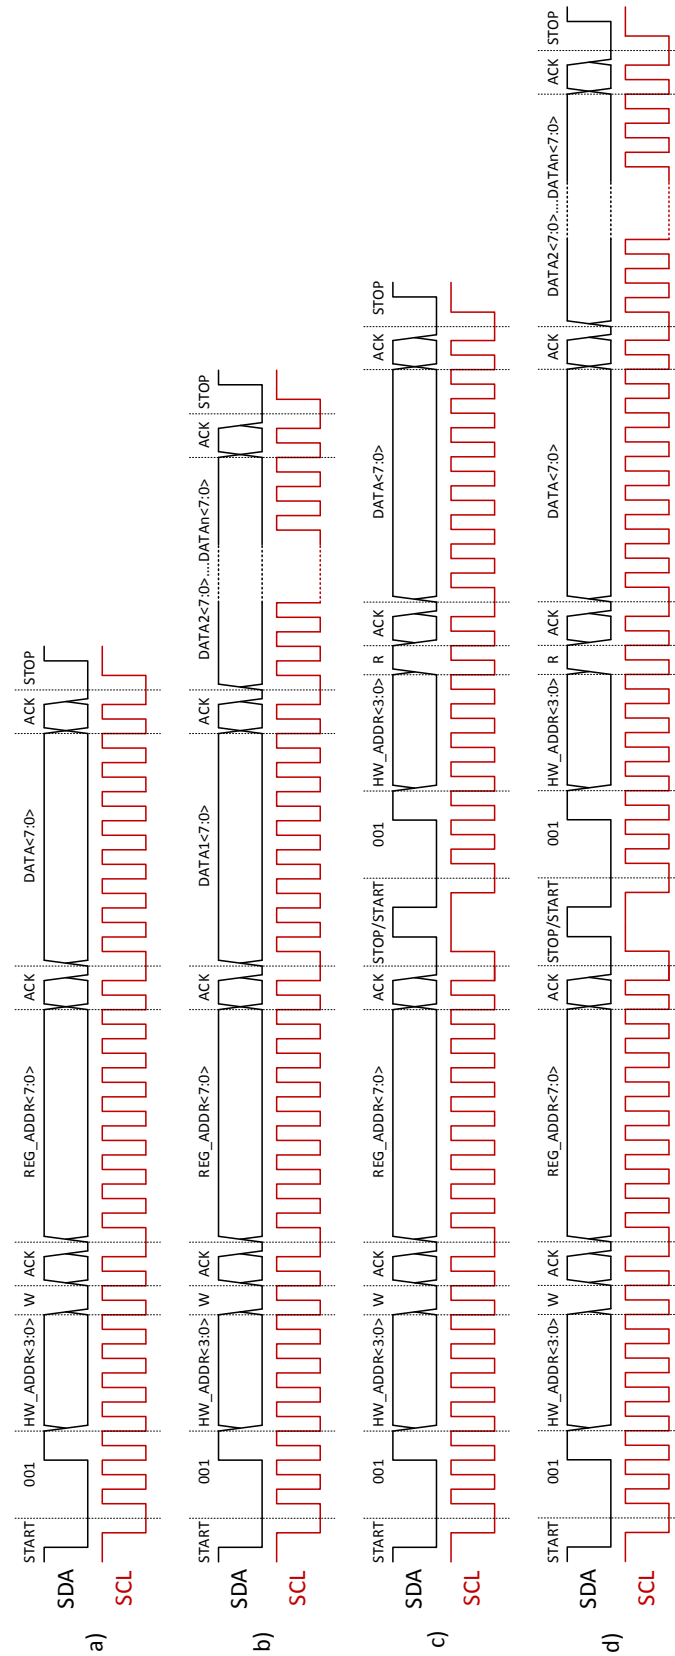 START 001 HW_ADDR<3:0> W ACK REG_ADDR<7:0> ACK DATA<7:0> ACK STOP
SDA
SCL
a)
START 001 HW_ADDR<3:0> W ACK REG_ADDR<7:0> ACK DATA1<7:0> ACK DATA2<7:0>...DATAn<7:0> ACK STOP
SDA
SCL
b)
START 001 HW_ADDR<3:0> W ACK REG_ADDR<7:0> ACK STOP/START 001 HW_ADDR<3:0> R ACK DATA<7:0> ACK STOP
SDA
SCL
c)
START 001 HW_ADDR<3:0> W ACK REG_ADDR<7:0> ACK STOP/START 001 HW_ADDR<3:0> R ACK DATA<7:0> ACK DATA2<7:0>...DATAn<7:0> ACK STOP
SDA
SCL
d)